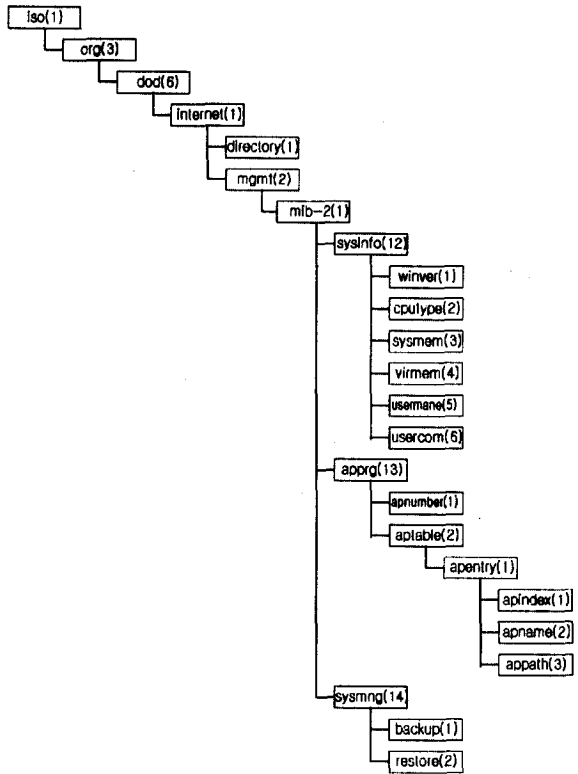 iso(1)
org(3)
dod(6)
internet(1)
directory(1)
mgmt(2)
mib-2(1)
sysinfo(12)
winver(1)
cputype(2)
sysmem(3)
virmem(4)
usermane(5)
usercom(6)
apprg(13)
apnumber(1)
aptable(2)
apentry(1)
apindex(1)
apname(2)
appath(3)
sysmng(14)
backup(1)
restore(2)